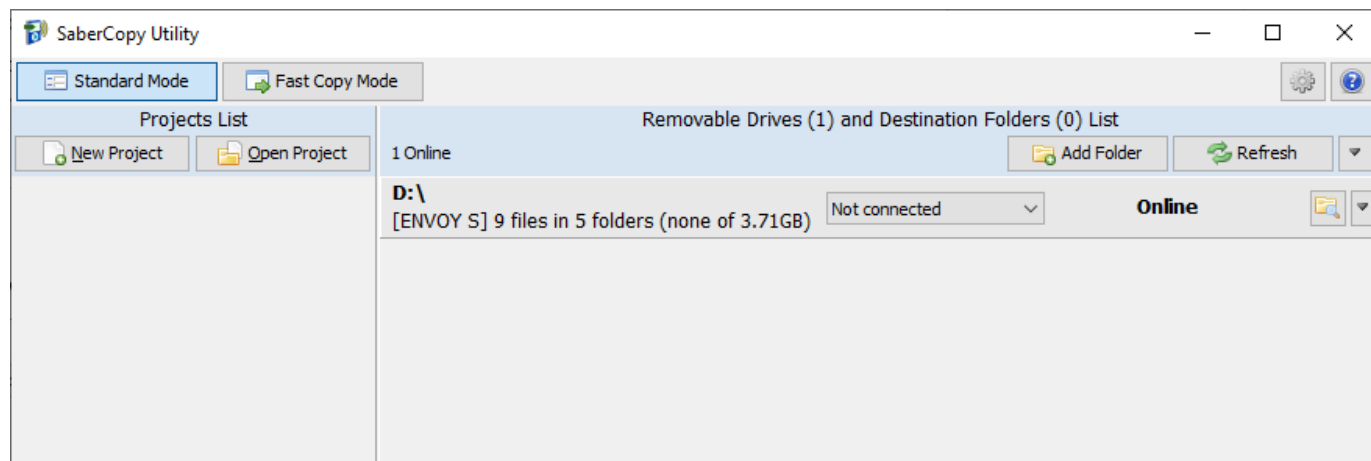 SaberCopy Utility
Standard Mode
Fast Copy Mode
Projects List
New Project
Open Project
Removable Drives (1) and Destination Folders (0) List
1 Online
Add Folder
Refresh
D:\
[ENVOY S] 9 files in 5 folders (none of 3.71GB)
Not connected
Online